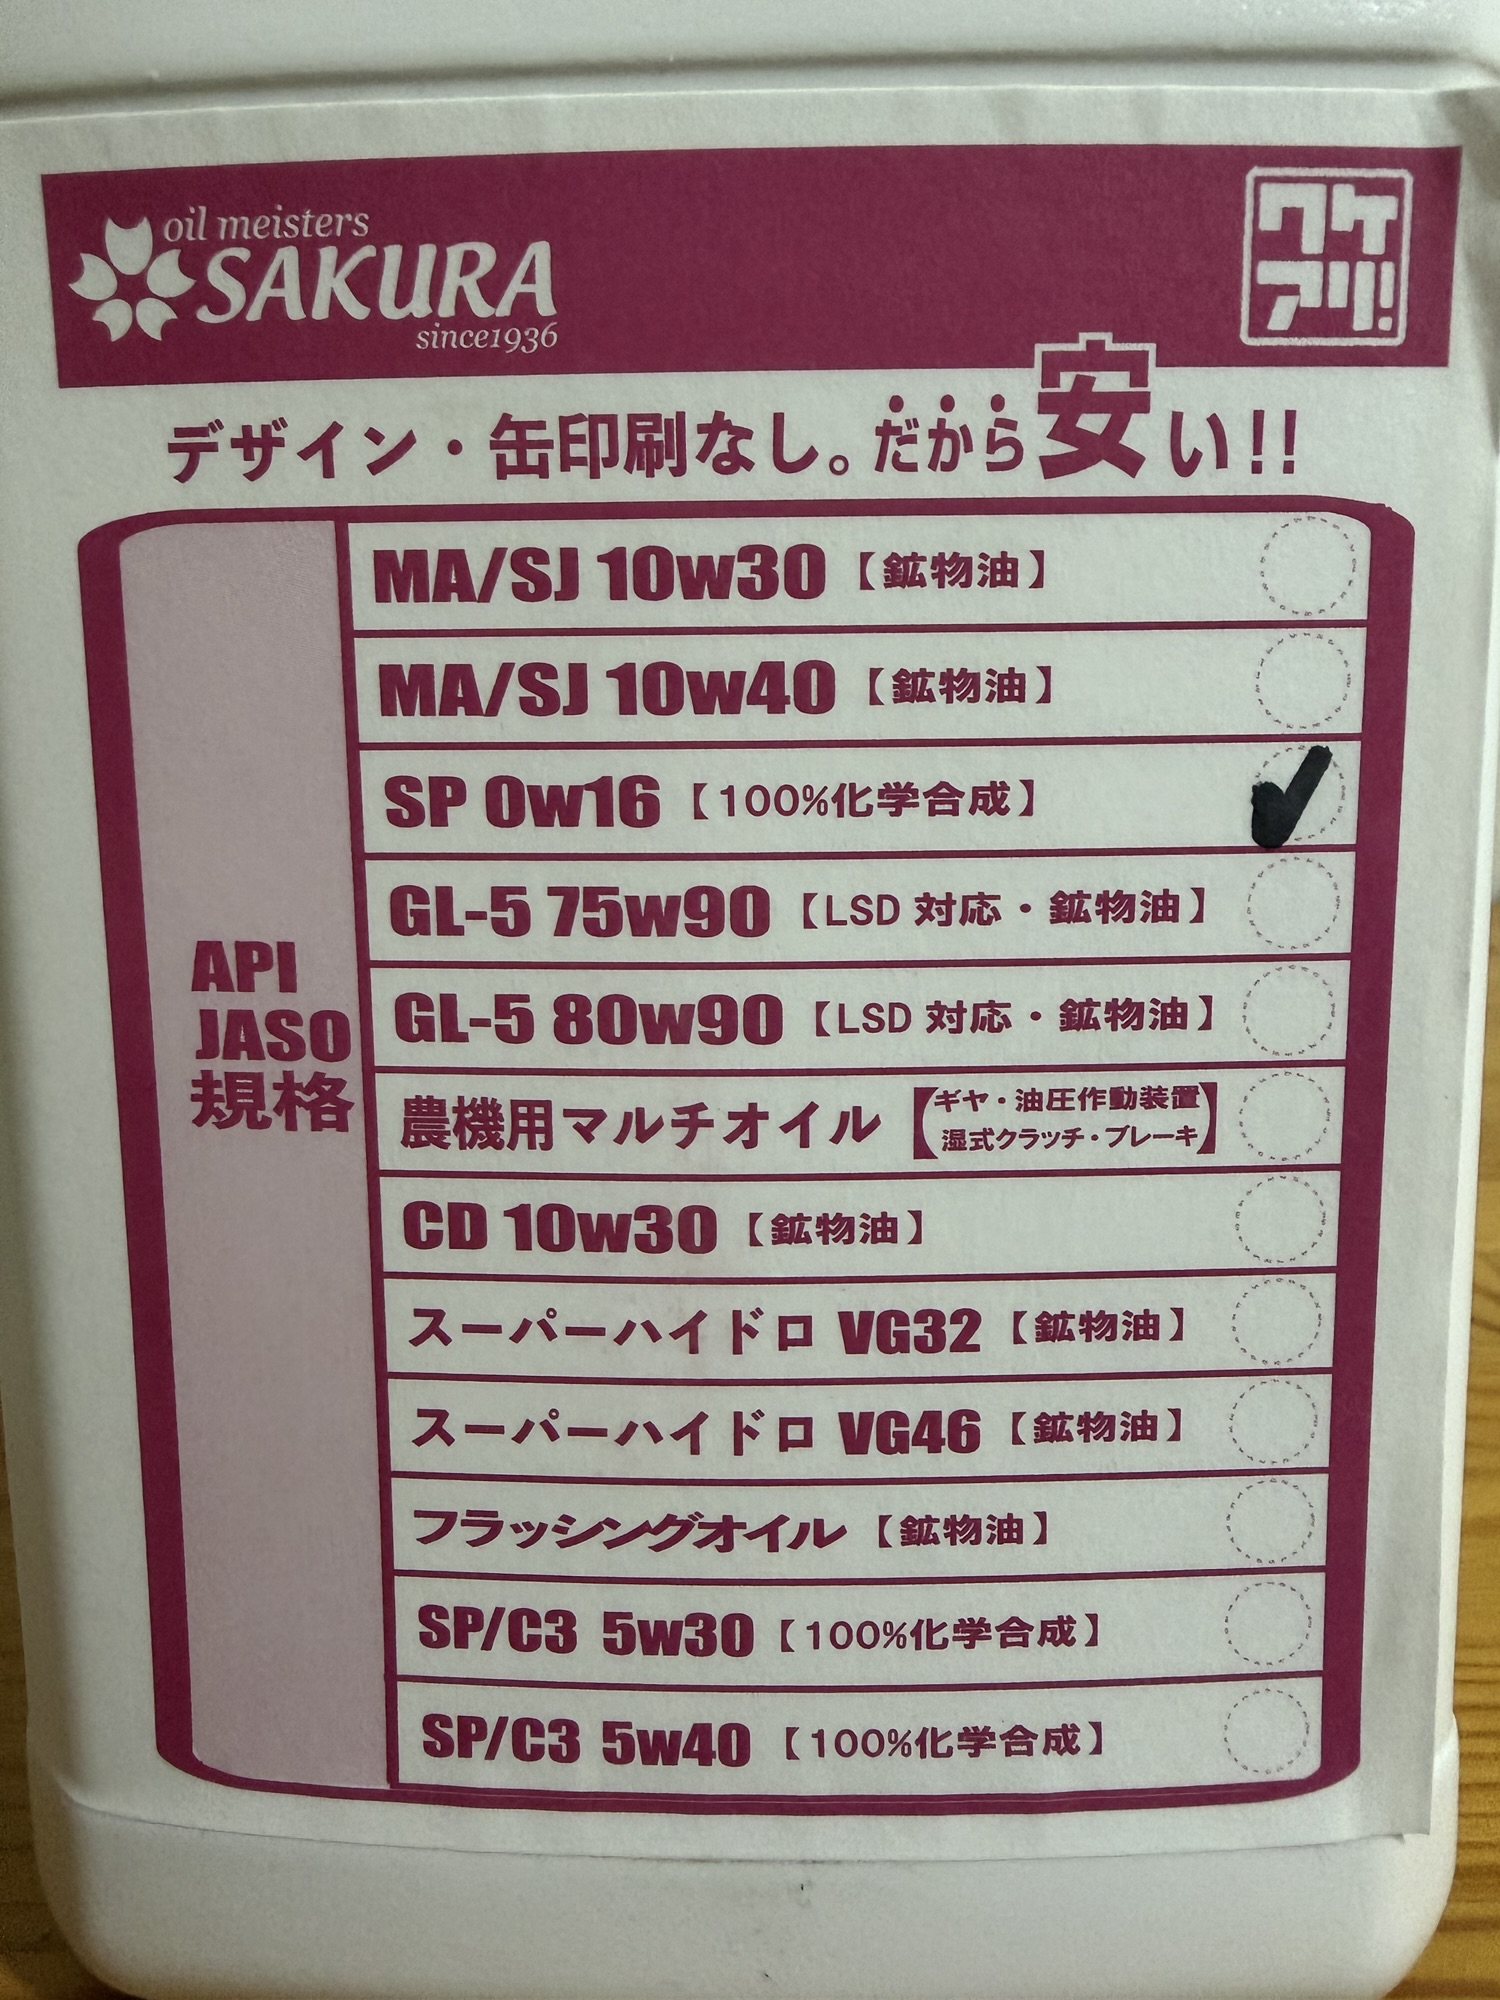 oil meisters
SAKURA
since1936
ワケ
アリ!
デザイン・缶印刷なし。だから安い!!
API
JASO
規格
MA/SJ 10w30【鉱物油】
MA/SJ 10w40【鉱物油】
SP 0w16【100%化学合成】
GL-5 75w90【LSD 対応・鉱物油】
GL-5 80w90【LSD 対応・鉱物油】
農機用マルチオイル【ギヤ・油圧作動装置
湿式クラッチ・ブレーキ】
CD 10w30【鉱物油】
スーパーハイドロ VG32【鉱物油】
スーパーハイドロ VG46【鉱物油】
フラッシングオイル【鉱物油】
SP/C3 5w30【100%化学合成】
SP/C3 5w40【100%化学合成】